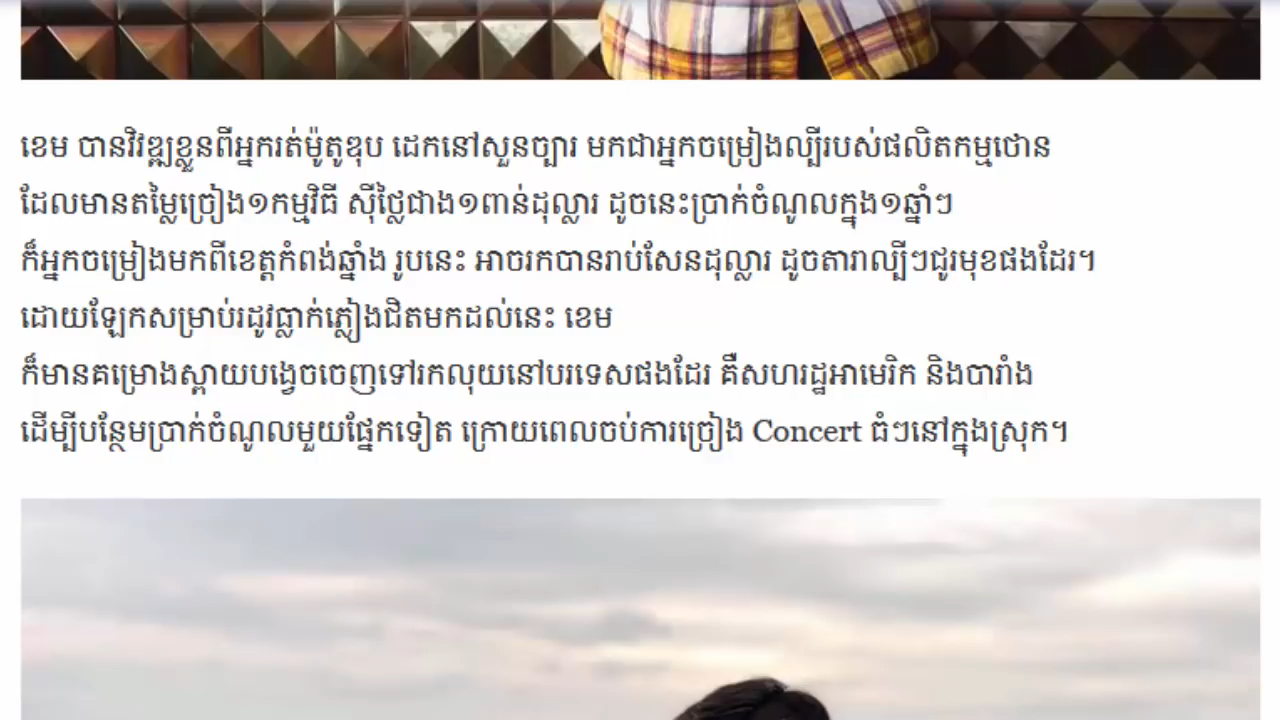 ខេម បានវិវឌ្ឍខ្លួនពីអ្នករត់ម៉ូតូឌុប ដេកនៅសួនច្បារ មកជាអ្នកចម្រៀងល្បីរបស់ផលិតកម្មថោន
ដែលមានតម្លៃច្រៀង១កម្មវិធី ស៊ីថ្លៃជាង១ពាន់ដុល្លារ ដូចនេះប្រាក់ចំណូលក្នុង១ឆ្នាំៗ
ក៏អ្នកចម្រៀងមកពីខេត្តកំពង់ឆ្នាំង រូបនេះ អាចរកបានរាប់សែនដុល្លារ ដូចតារាល្បីៗជួរមុខផងដែរ។
ដោយឡែកសម្រាប់រដូវធ្លាក់ភ្លៀងជិតមកដល់នេះ ខេម
ក៏មានគម្រោងស្ពាយបង្វេចចេញទៅរកលុយនៅបរទេសផងដែរ គឺសហរដ្ឋអាមេរិក និងបារាំង
ដើម្បីបន្ថែមប្រាក់ចំណូលមួយផ្នែកទៀត ក្រោយពេលចប់ការច្រៀង Concert ធំៗនៅក្នុងស្រុក។